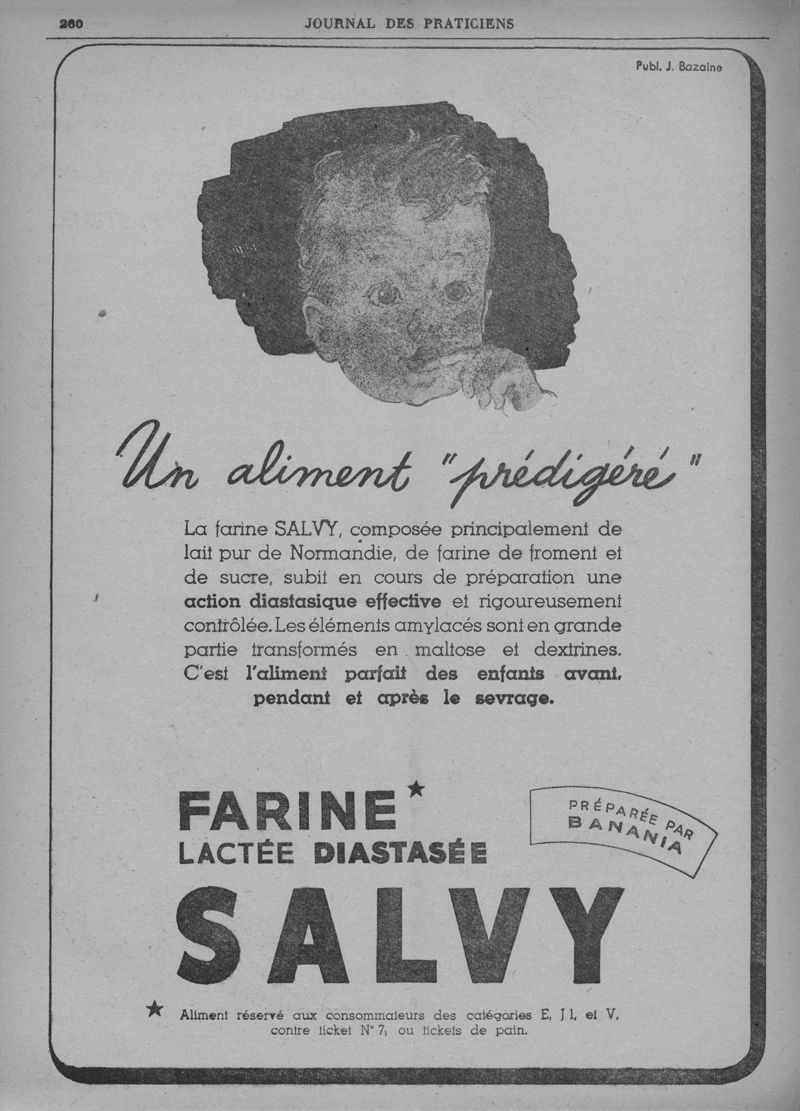 260
JOURNAL DES PRATICIENS
Publ. J. Bazaine
Un aliment "prédigéré"
La farine SALVY, composée principalement de
lait pur de Normandie, de farine de froment et
de sucre, subit en cours de préparation une
action diastasique effective et rigoureusement
contrôlée. Les éléments amylacés sont en grande
partie transformés en maltose et dextrines.
C'est l'aliment parfait des enfants avant,
pendant et après le sevrage.
FARINE★
LACTÉE DIASTASÉE
PRÉPARÉE PAR
BANANIA
SALVY
★ Aliment réservé aux consommateurs des catégories E, J1, et V,
contre ticket N° 7, ou tickets de pain.